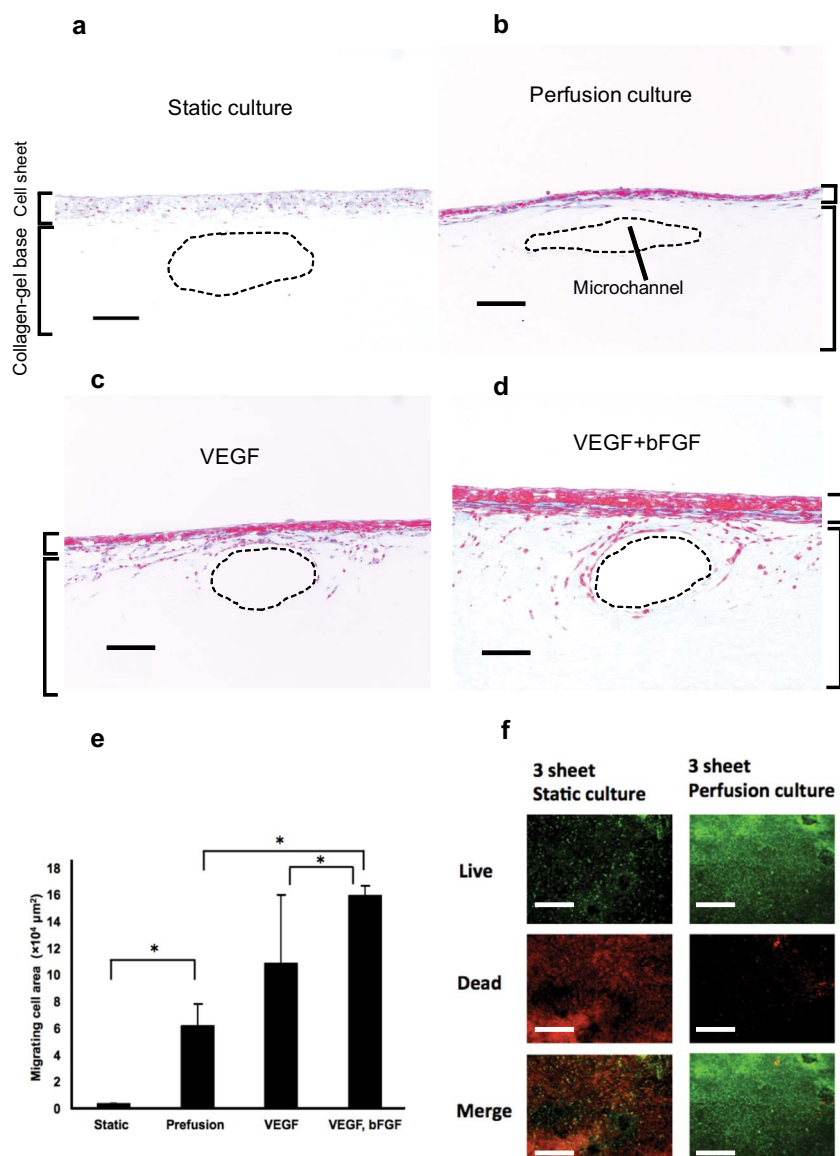 a
b
Static culture
Perfusion culture
Cell sheet
Collagen-gel base
Microchannel
c
d
VEGF
VEGF+bFGF
e
f
3 sheet
Static culture
3 sheet
Perfusion culture
Live
Dead
Merge
*
*
*
18
16
14
12
10
8
6
4
2
0
Migrating cell area (×10⁴ μm²)
Static
Prefusion
VEGF
VEGF, bFGF